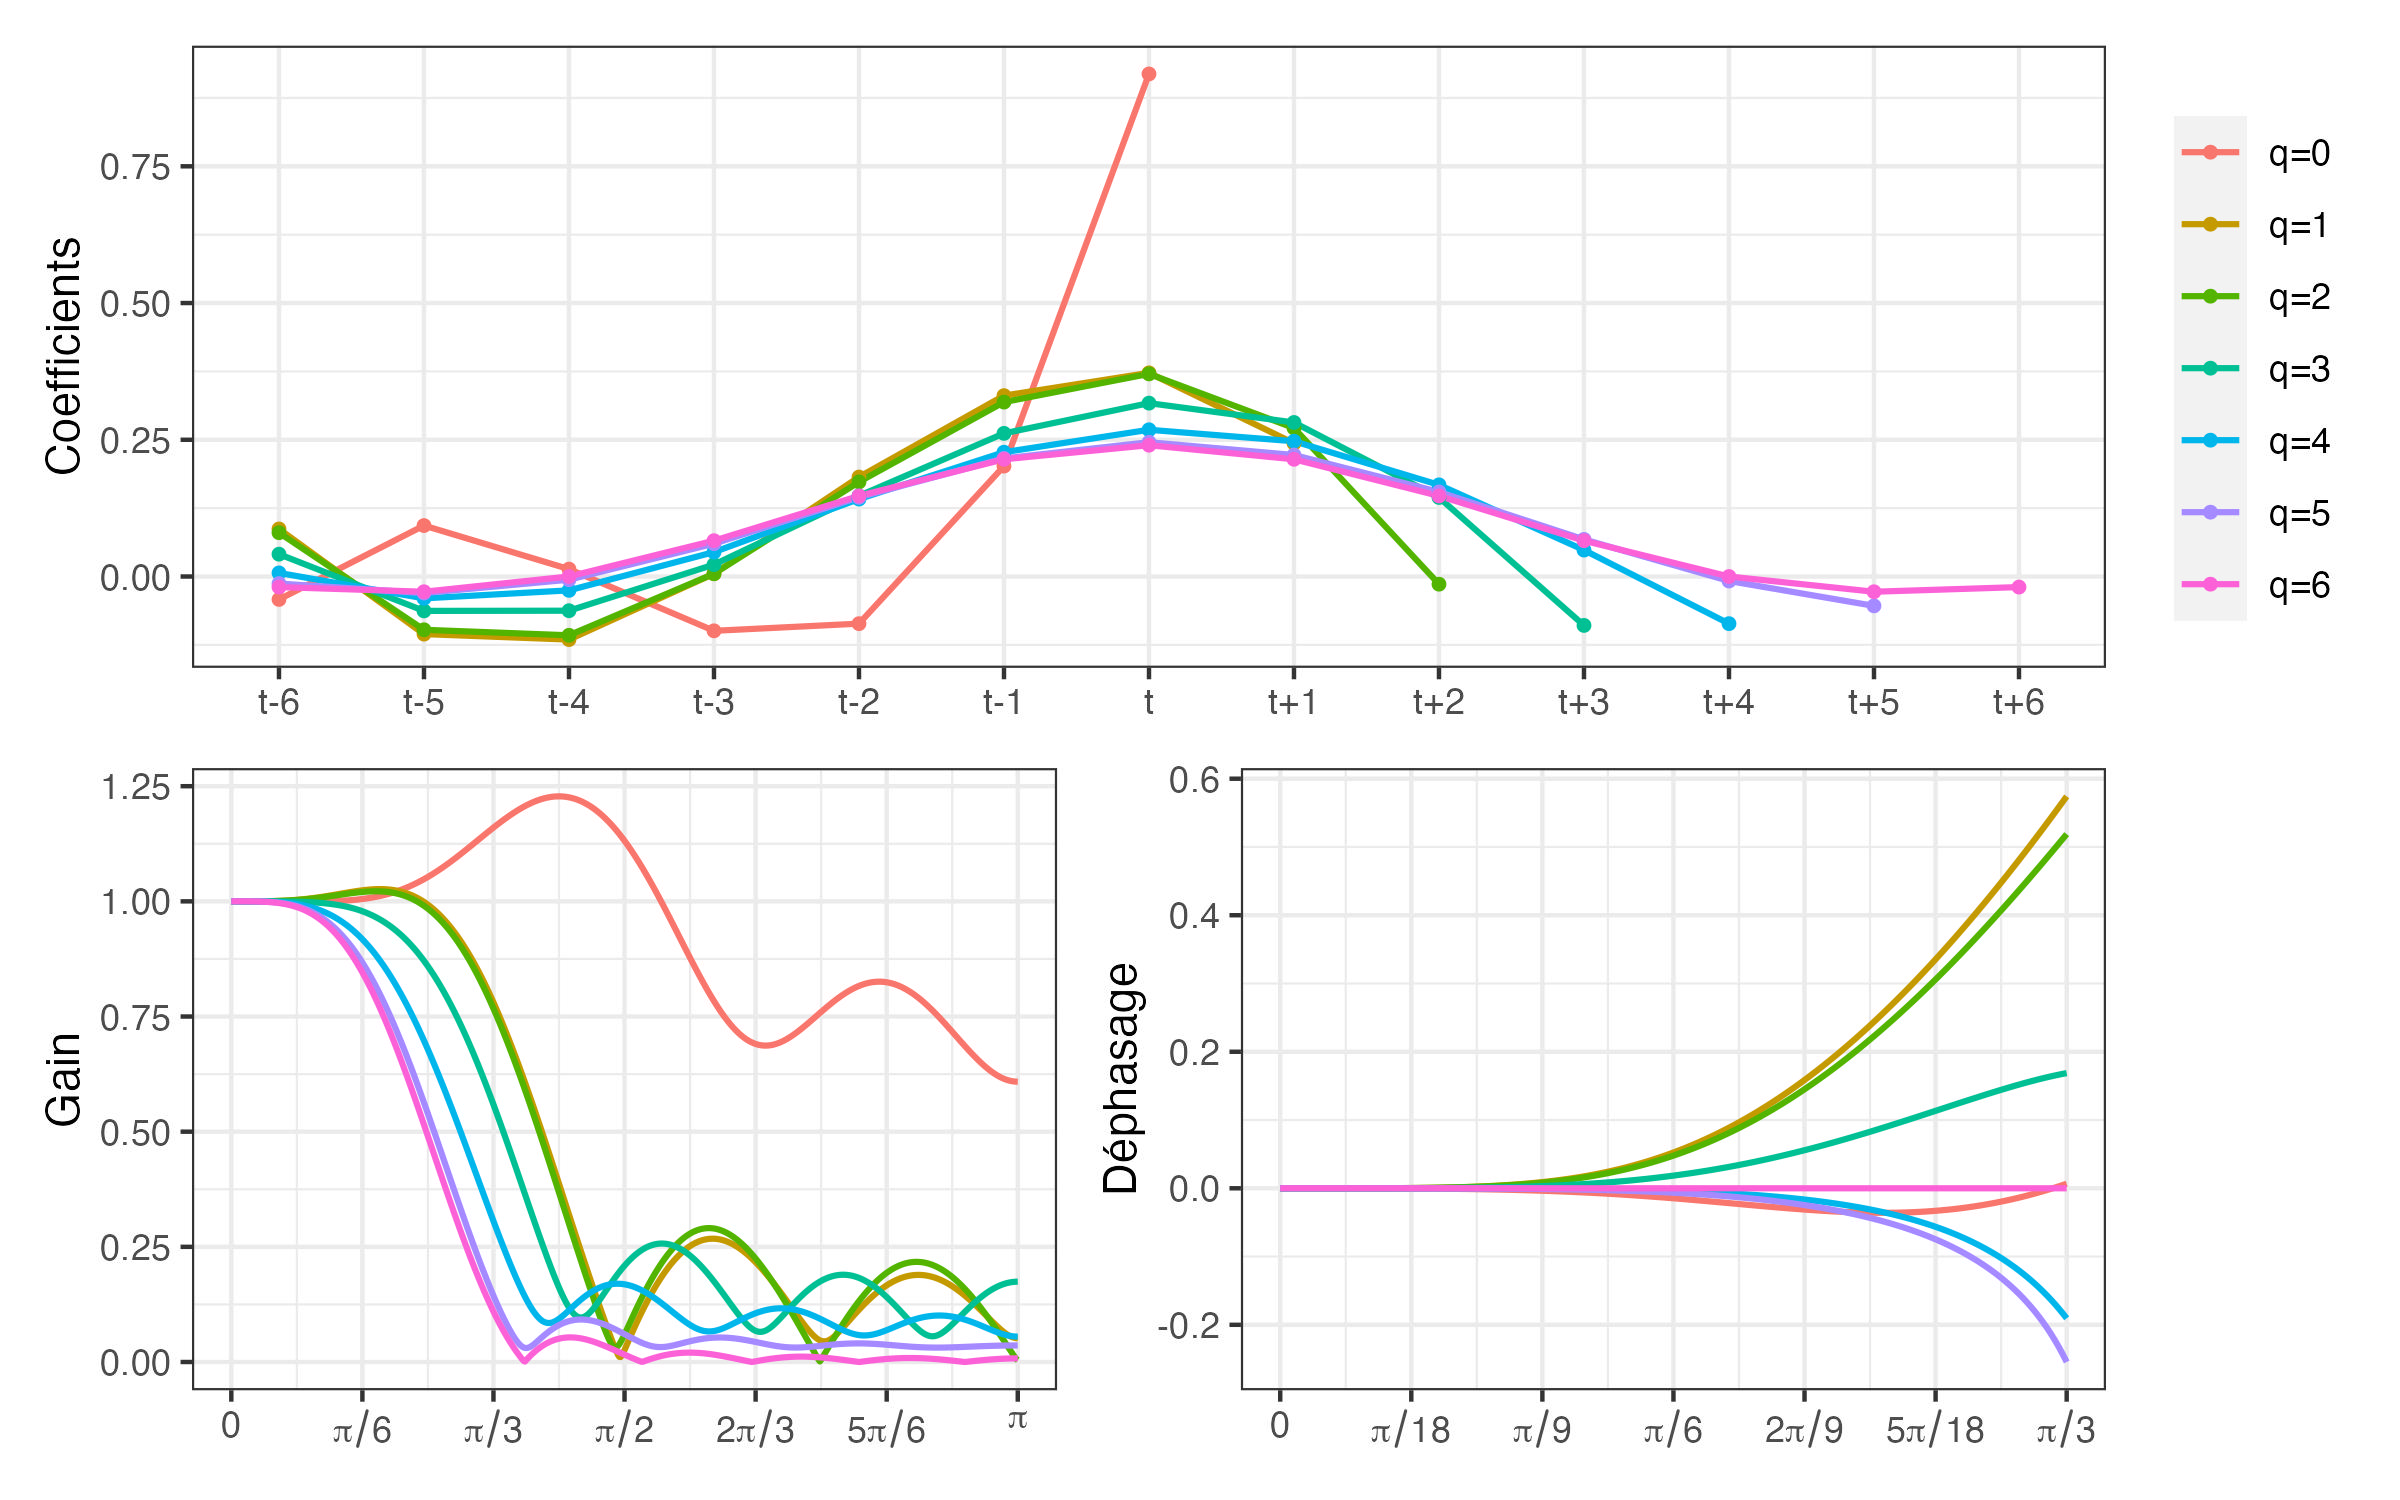 Coefficients
0.75
0.50
0.25
0.00
t-6 t-5 t-4 t-3 t-2 t-1 t t+1 t+2 t+3 t+4 t+5 t+6
q=0
q=1
q=2
q=3
q=4
q=5
q=6
Gain
1.25
1.00
0.75
0.50
0.25
0.00
0 π/6 π/3 π/2 2π/3 5π/6 π
Déphasage
0.6
0.4
0.2
0.0
-0.2
0 π/18 π/9 π/6 2π/9 5π/18 π/3